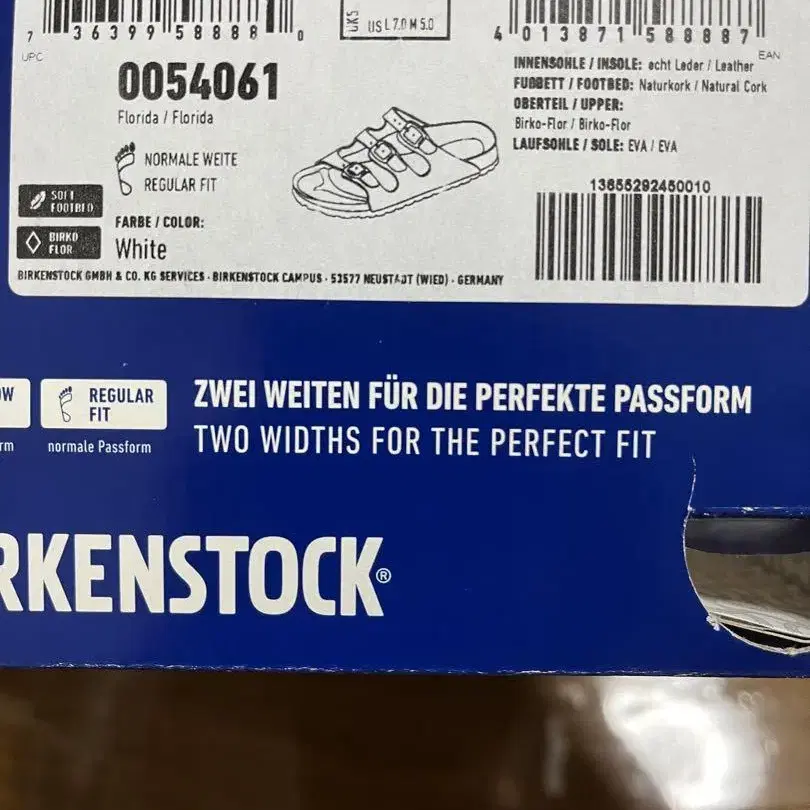 7 36399 58888 0
UPC
UK5
US L 7.0 M 5.0
4 013871 588887
EAN
0054061
Florida / Florida
NORMALE WEITE
REGULAR FIT
SOFT
FOOTBED
BIRKO
FLOR
FARBE / COLOR:
White
INNENSOHLE / INSOLE: echt Leder / Leather
FUßBETT / FOOTBED: Naturkork / Natural Cork
OBERTEIL / UPPER:
Birko-Flor / Birko-Flor
LAUFSOHLE / SOLE: EVA / EVA
13655292450010
BIRKENSTOCK GMBH & CO. KG SERVICES · BIRKENSTOCK CAMPUS · 53577 NEUSTADT (WIED) · GERMANY
OW
rm
REGULAR
FIT
normale Passform
ZWEI WEITEN FÜR DIE PERFEKTE PASSFORM
TWO WIDTHS FOR THE PERFECT FIT
RKENSTOCK®